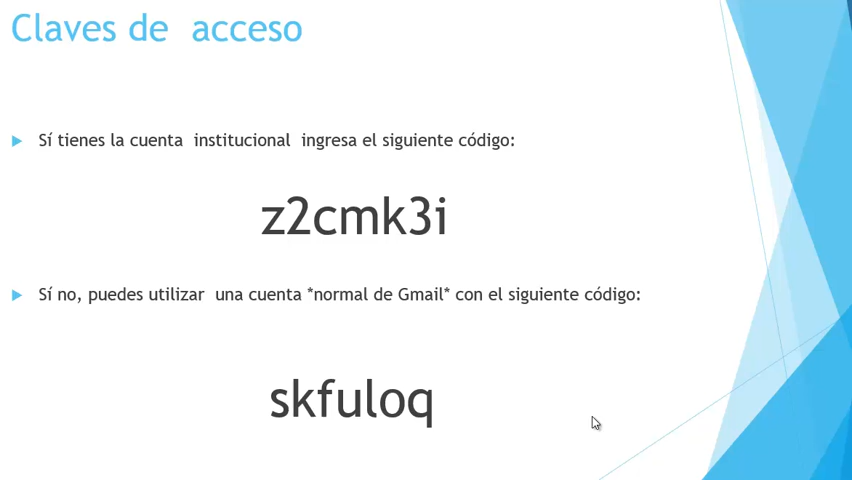 Claves de acceso
Sí tienes la cuenta institucional ingresa el siguiente código:
z2cmk3i
Sí no, puedes utilizar una cuenta *normal de Gmail* con el siguiente código:
skfuloq